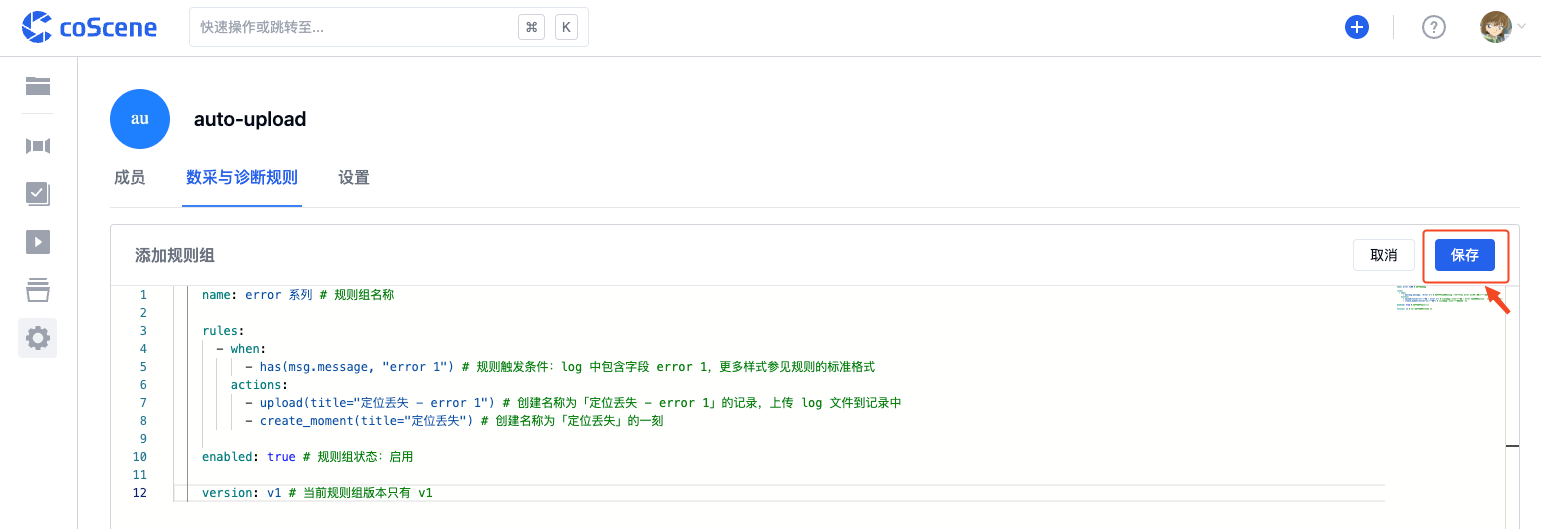 coScene
快速操作或跳转至...
⌘ K
?
au
auto-upload
成员 数采与诊断规则 设置
添加规则组
取消 保存
1 name: error 系列 # 规则组名称
2
3 rules:
4 - when:
5 - has(msg.message, "error 1") # 规则触发条件：log 中包含字段 error 1，更多样式参见规则的标准格式
6 actions:
7 - upload(title="定位丢失 - error 1") # 创建名称为「定位丢失 - error 1」的记录，上传 log 文件到记录中
8 - create_moment(title="定位丢失") # 创建名称为「定位丢失」的一刻
9
10 enabled: true # 规则组状态：启用
11
12 version: v1 # 当前规则组版本只有 v1